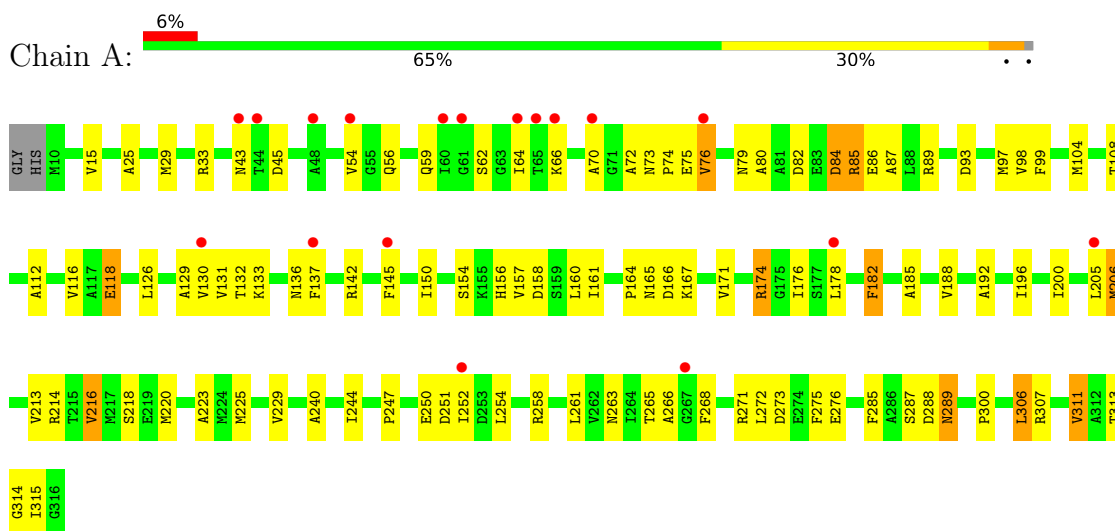 6%
Chain A:
65% 30% • •
GLY HIS M10 V15 A25 M29 R33 N43 T44 D45 A48 V54 G55 Q56 Q59 I60 G61 S62 G63 I64 T65 K66 A70 G71 A72 N73 P74 E75 V76 N79 A80 A81 D82 E83 D84 R85 E86 A87 L88 R89 D93 M97 V98 F99 M104 T108
A112 V116 A117 E118 L126 A129 V130 V131 T132 K133 N136 F137 R142 F145 I150 S154 K155 H156 V157 D158 S159 L160 I161 P164 N165 D166 K167 V171 R174 G175 I176 S177 L178 F182 A185 V188 A192 I196 I200 L205 M206
V213 R214 T215 V216 M217 S218 E219 M220 A223 M224 M225 V229 A240 I244 P247 E250 D251 I252 D253 L254 R258 L261 V262 N263 I264 T265 A266 G267 F268 R271 L272 D273 E274 F275 E276 F285 A286 S287 D288 N289 P300 L306 R307 V311 A312 T313
G314 I315 G316